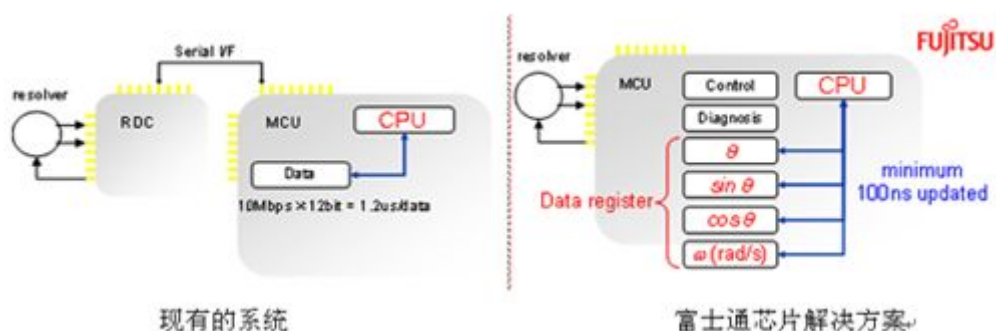 Serial I/F
resolver
RDC
MCU
CPU
Data
10Mbps×12bit = 1.2us/data
现有的系统
FUJITSU
resolver
MCU
Control
CPU
Diagnosis
θ
sin θ
cos θ
ω (rad/s)
Data register
minimum
100ns updated
富士通芯片解决方案